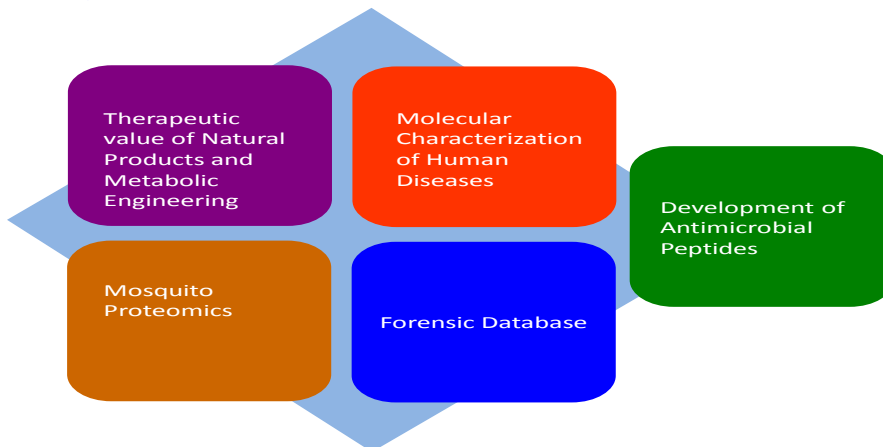 Therapeutic
value of Natural
Products and
Metabolic
Engineering
Molecular
Characterization
of Human
Diseases
Development of
Antimicrobial
Peptides
Mosquito
Proteomics
Forensic Database